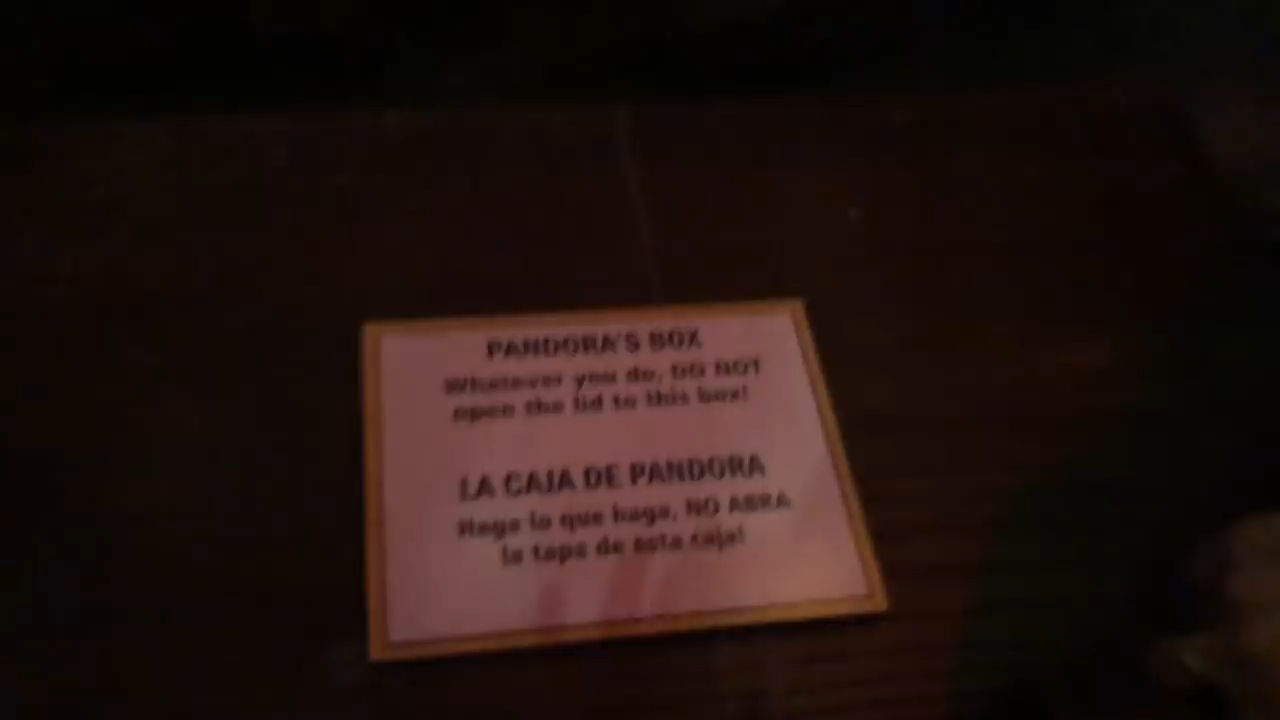 PANDORA'S BOX
Whatever you do, DO NOT
open the lid to this box!
LA CAJA DE PANDORA
Haga lo que haga, NO ABRA
la tapa de esta caja!